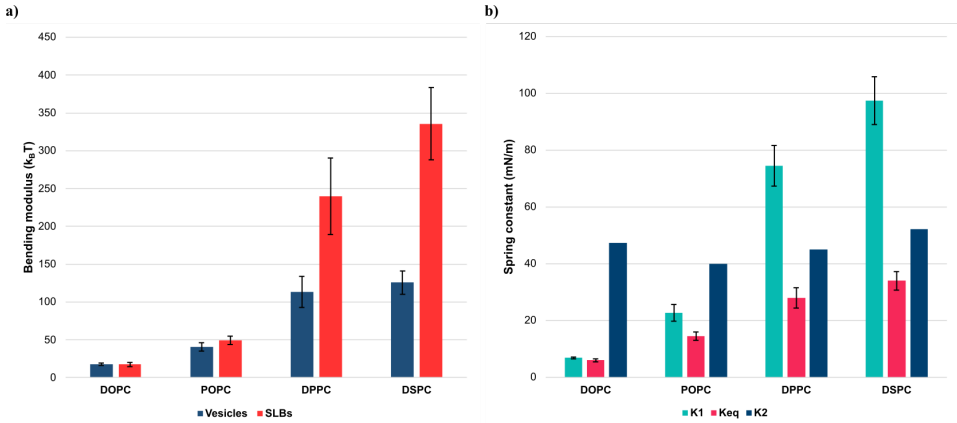 a)
Bending modulus (kBT)
450
400
350
300
250
200
150
100
50
0
DOPC POPC DPPC DSPC
Vesicles SLBs
b)
Spring constant (mN/m)
120
100
80
60
40
20
0
DOPC POPC DPPC DSPC
K1 Keq K2